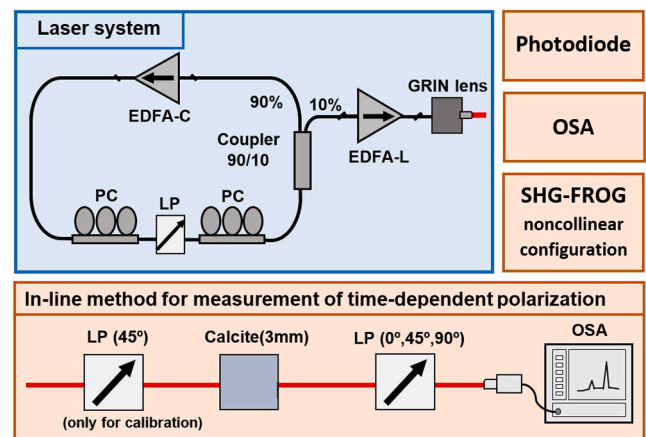 Laser system
EDFA-C
90%
10%
GRIN lens
EDFA-L
Coupler
90/10
PC
LP
PC
Photodiode
OSA
SHG-FROG
noncollinear
configuration
In-line method for measurement of time-dependent polarization
LP (45º)
Calcite(3mm)
LP (0º,45º,90º)
OSA
(only for calibration)